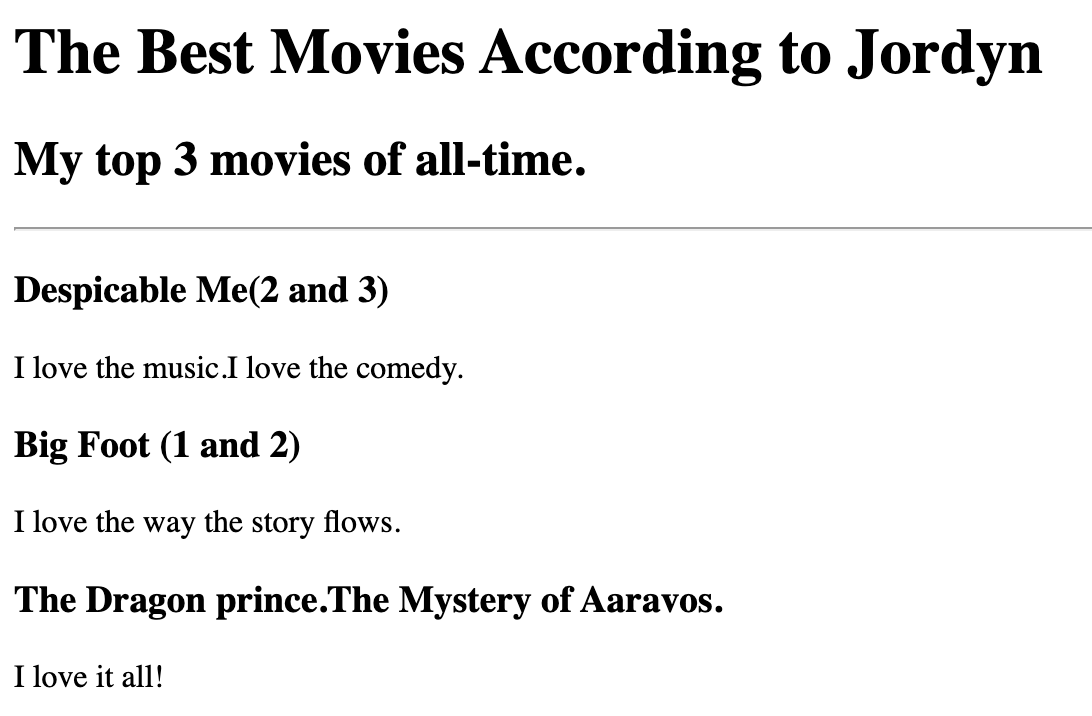 The Best Movies According to Jordyn
My top 3 movies of all-time.
Despicable Me(2 and 3)
I love the music.I love the comedy.
Big Foot (1 and 2)
I love the way the story flows.
The Dragon prince.The Mystery of Aaravos.
I love it all!